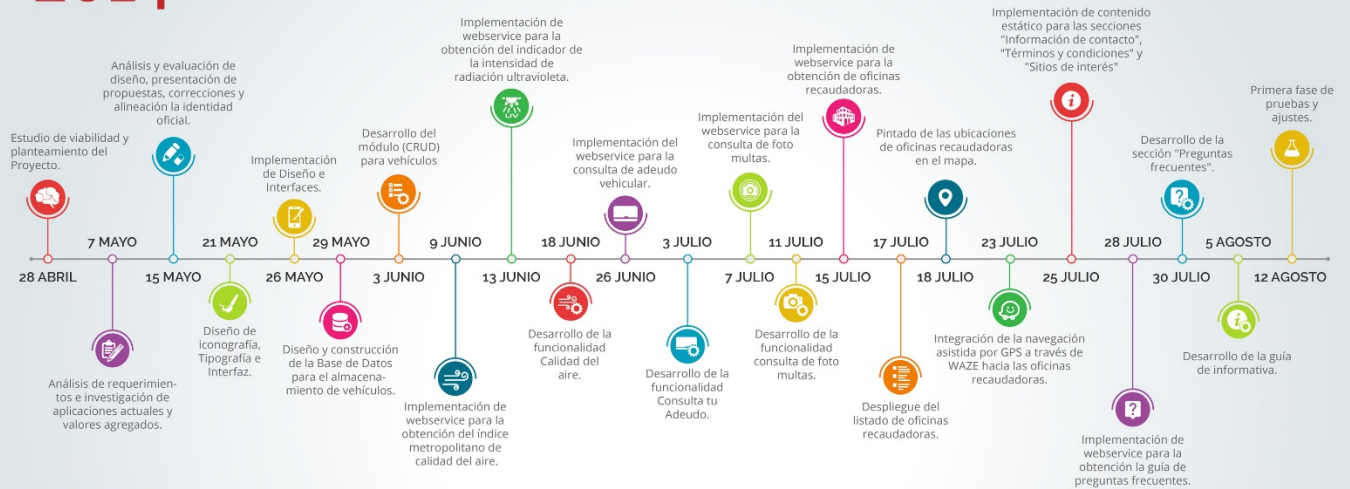 28 ABRIL
Estudio de viabilidad y
planteamiento del
Proyecto.
7 MAYO
Análisis de requerimien-
tos e investigación de
aplicaciones actuales y
valores agregados.
15 MAYO
Análisis y evaluación de
diseño, presentación de
propuestas, correcciones y
alineación la identidad
oficial.
21 MAYO
Diseño de
iconografía,
Tipografía e
Interfaz.
26 MAYO
Implementación
de Diseño e
Interfaces.
29 MAYO
Diseño y construcción
de la Base de Datos
para el almacena-
miento de vehículos.
3 JUNIO
Desarrollo del
módulo (CRUD)
para vehículos
9 JUNIO
Implementación de
webservice para la
obtención del índice
metropolitano de
calidad del aire.
13 JUNIO
Implementación de
webservice para la
obtención del indicador de
la intensidad de
radiación ultravioleta.
18 JUNIO
Desarrollo de la
funcionalidad
Calidad del
aire.
26 JUNIO
Implementación del
webservice para la
consulta de adeudo
vehicular.
3 JULIO
Desarrollo de la
funcionalidad
Consulta tu
Adeudo.
7 JULIO
Implementación del
webservice para la
consulta de foto
multas.
11 JULIO
Desarrollo de la
funcionalidad
consulta de foto
multas.
15 JULIO
Implementación de
webservice para la
obtención de oficinas
recaudadoras.
17 JULIO
Despliegue del
listado de oficinas
recaudadoras.
18 JULIO
Pintado de las ubicaciones
de oficinas recaudadoras
en el mapa.
23 JULIO
Integración de la navegación
asistida por GPS a través de
WAZE hacia las oficinas
recaudadoras.
25 JULIO
Implementación de contenido
estático para las secciones
"Información de contacto",
"Términos y condiciones" y
"Sitios de interés"
28 JULIO
Implementación de
webservice para la
obtención la guía de
preguntas frecuentes.
30 JULIO
Desarrollo de la
sección "Preguntas
frecuentes".
5 AGOSTO
Desarrollo de la guía
de informativa.
12 AGOSTO
Primera fase de
pruebas y
ajustes.